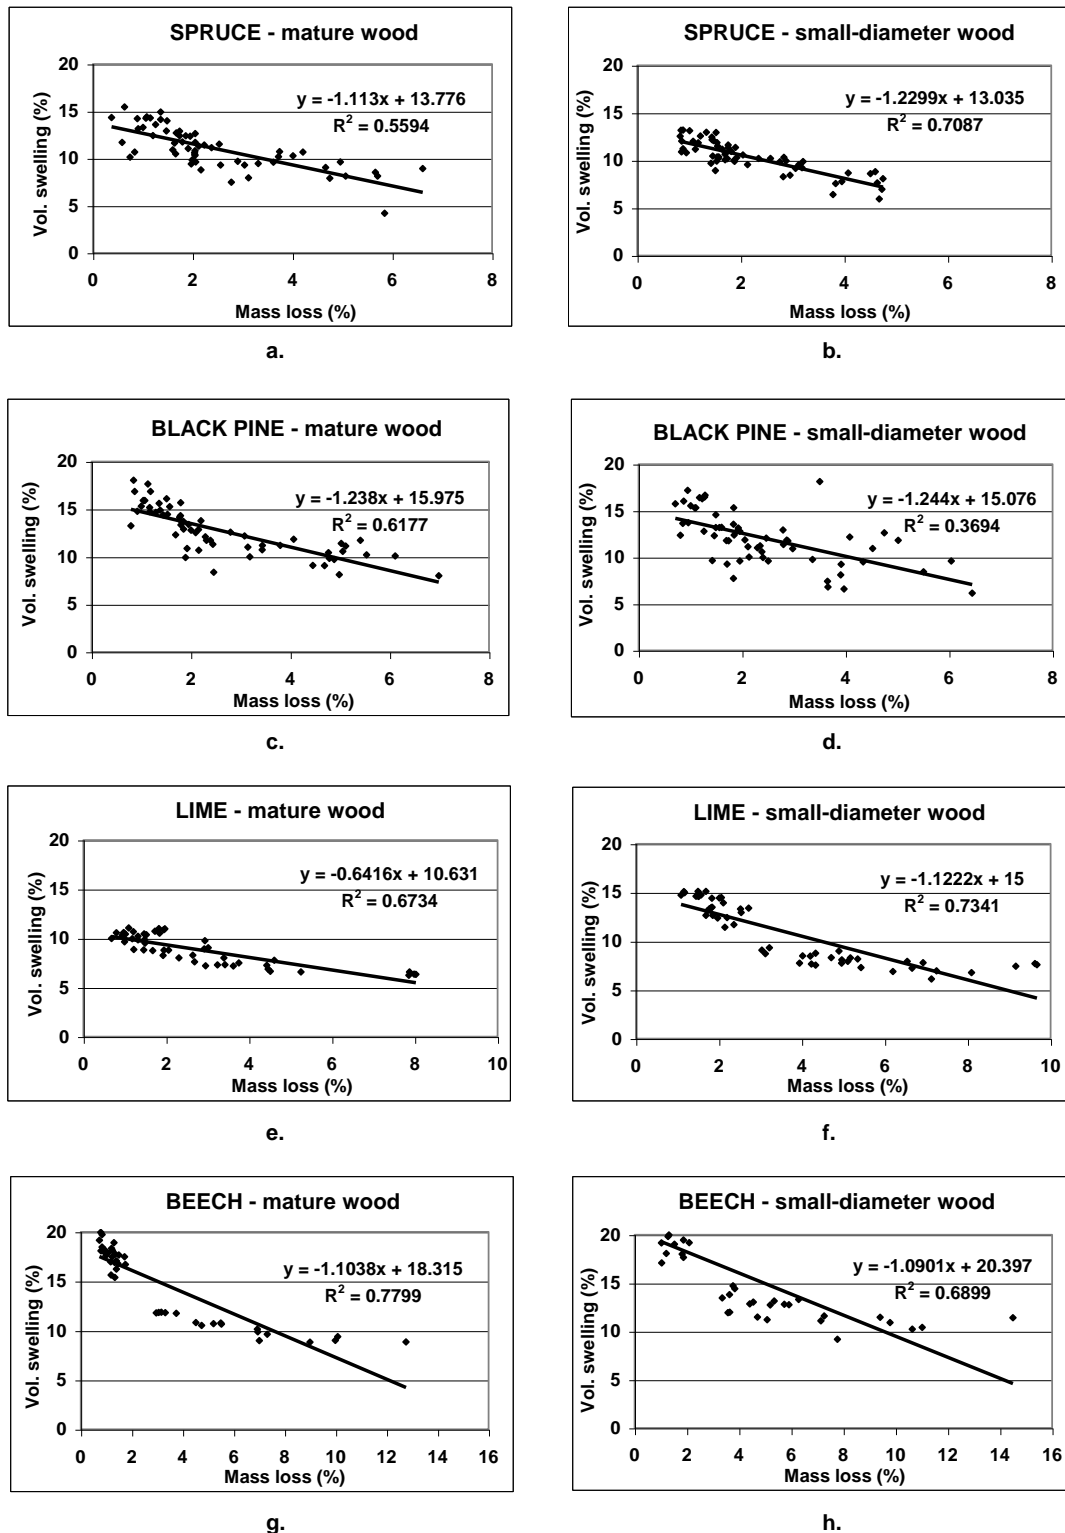 SPRUCE - mature wood
20
15
10
5
0
Vol. swelling (%)
y = -1.113x + 13.776
R² = 0.5594
0 2 4 6 8
Mass loss (%)
a.
SPRUCE - small-diameter wood
20
15
10
5
0
Vol. swelling (%)
y = -1.2299x + 13.035
R² = 0.7087
0 2 4 6 8
Mass loss (%)
b.
BLACK PINE - mature wood
20
15
10
5
0
Vol. swelling (%)
y = -1.238x + 15.975
R² = 0.6177
0 2 4 6 8
Mass loss (%)
c.
BLACK PINE - small-diameter wood
20
15
10
5
0
Vol. swelling (%)
y = -1.244x + 15.076
R² = 0.3694
0 2 4 6 8
Mass loss (%)
d.
LIME - mature wood
20
15
10
5
0
Vol. swelling (%)
y = -0.6416x + 10.631
R² = 0.6734
0 2 4 6 8 10
Mass loss (%)
e.
LIME - small-diameter wood
20
15
10
5
0
Vol. swelling (%)
y = -1.1222x + 15
R² = 0.7341
0 2 4 6 8 10
Mass loss (%)
f.
BEECH - mature wood
20
15
10
5
0
Vol. swelling (%)
y = -1.1038x + 18.315
R² = 0.7799
0 2 4 6 8 10 12 14 16
Mass loss (%)
g.
BEECH - small-diameter wood
20
15
10
5
0
Vol. swelling (%)
y = -1.0901x + 20.397
R² = 0.6899
0 2 4 6 8 10 12 14 16
Mass loss (%)
h.